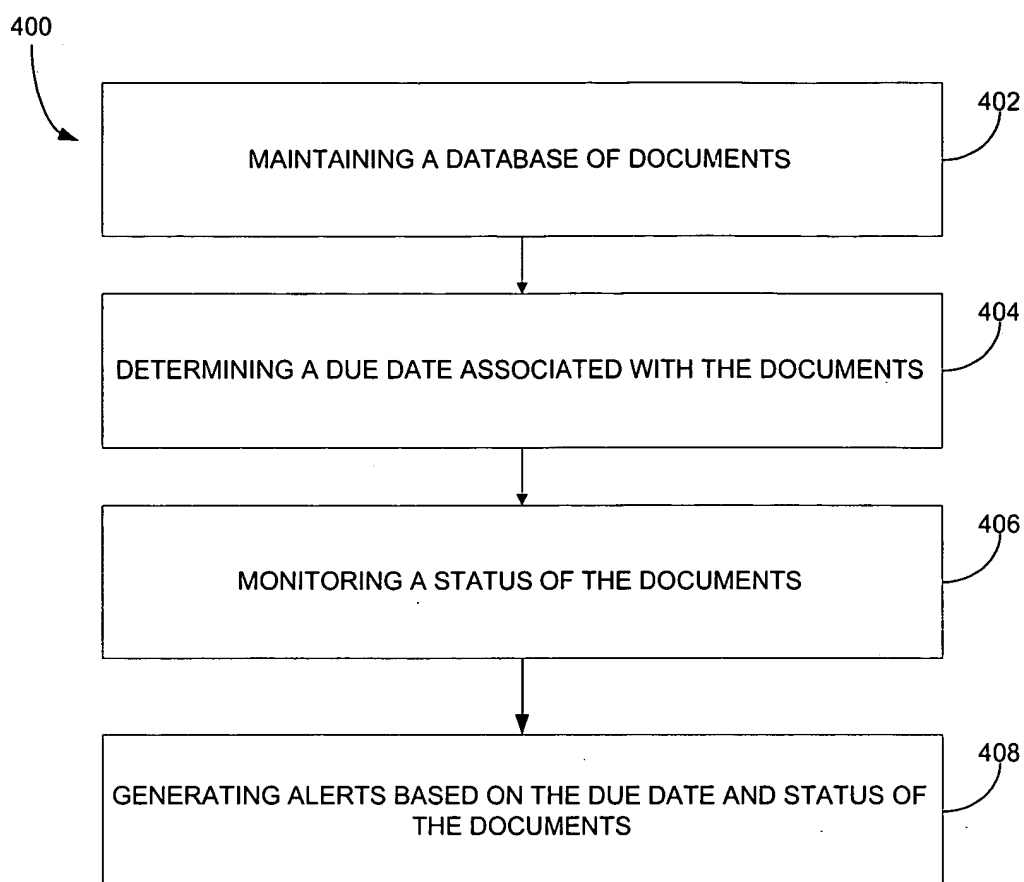 400
402
MAINTAINING A DATABASE OF DOCUMENTS
404
DETERMINING A DUE DATE ASSOCIATED WITH THE DOCUMENTS
406
MONITORING A STATUS OF THE DOCUMENTS
408
GENERATING ALERTS BASED ON THE DUE DATE AND STATUS OF
THE DOCUMENTS